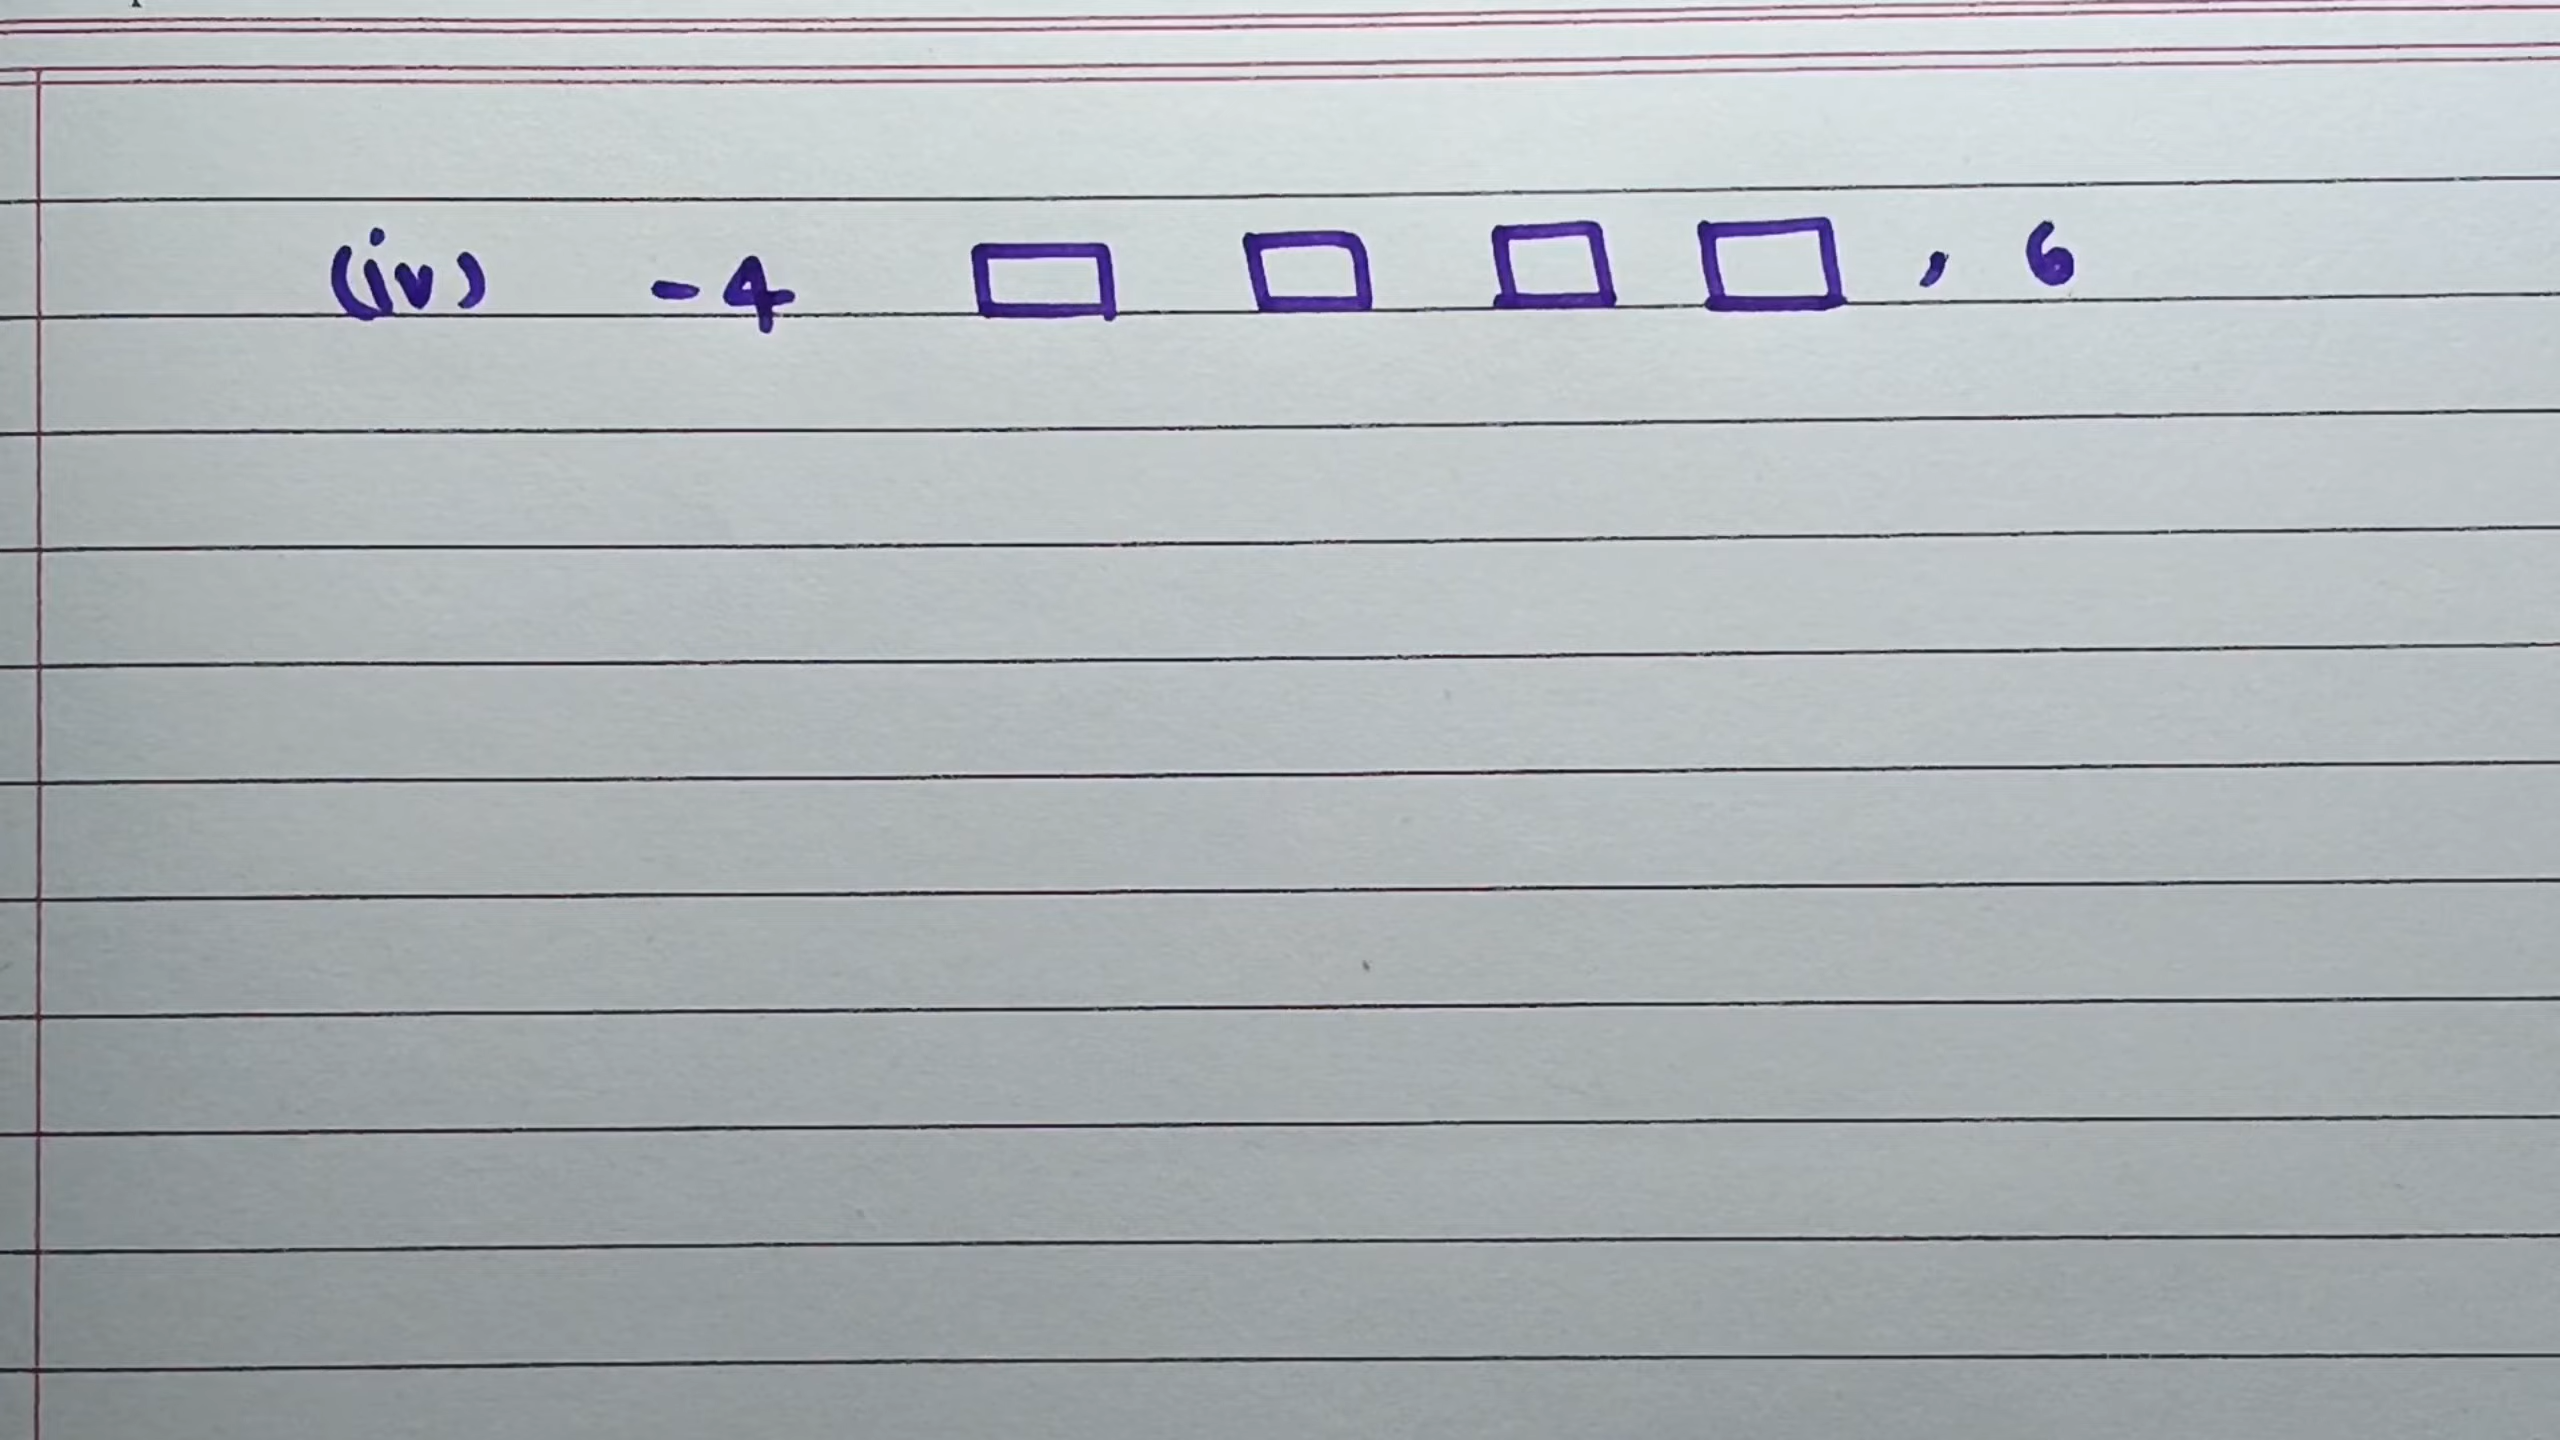 (iv) -4 □ □ □ □ , 6